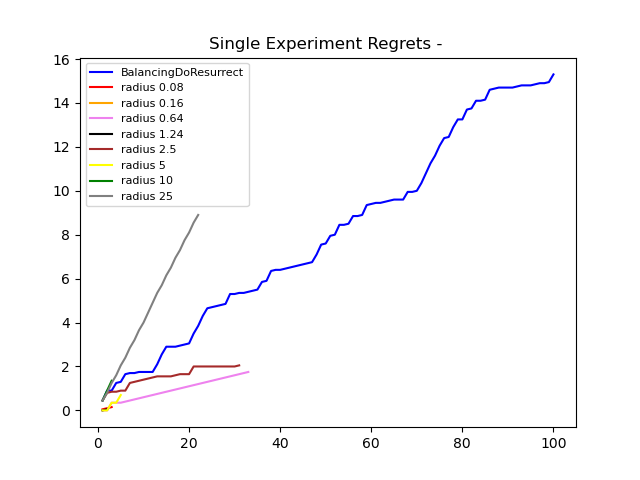 Single Experiment Regrets -
16
14
12
10
8
6
4
2
0
BalancingDoResurrect
radius 0.08
radius 0.16
radius 0.64
radius 1.24
radius 2.5
radius 5
radius 10
radius 25
0 20 40 60 80 100